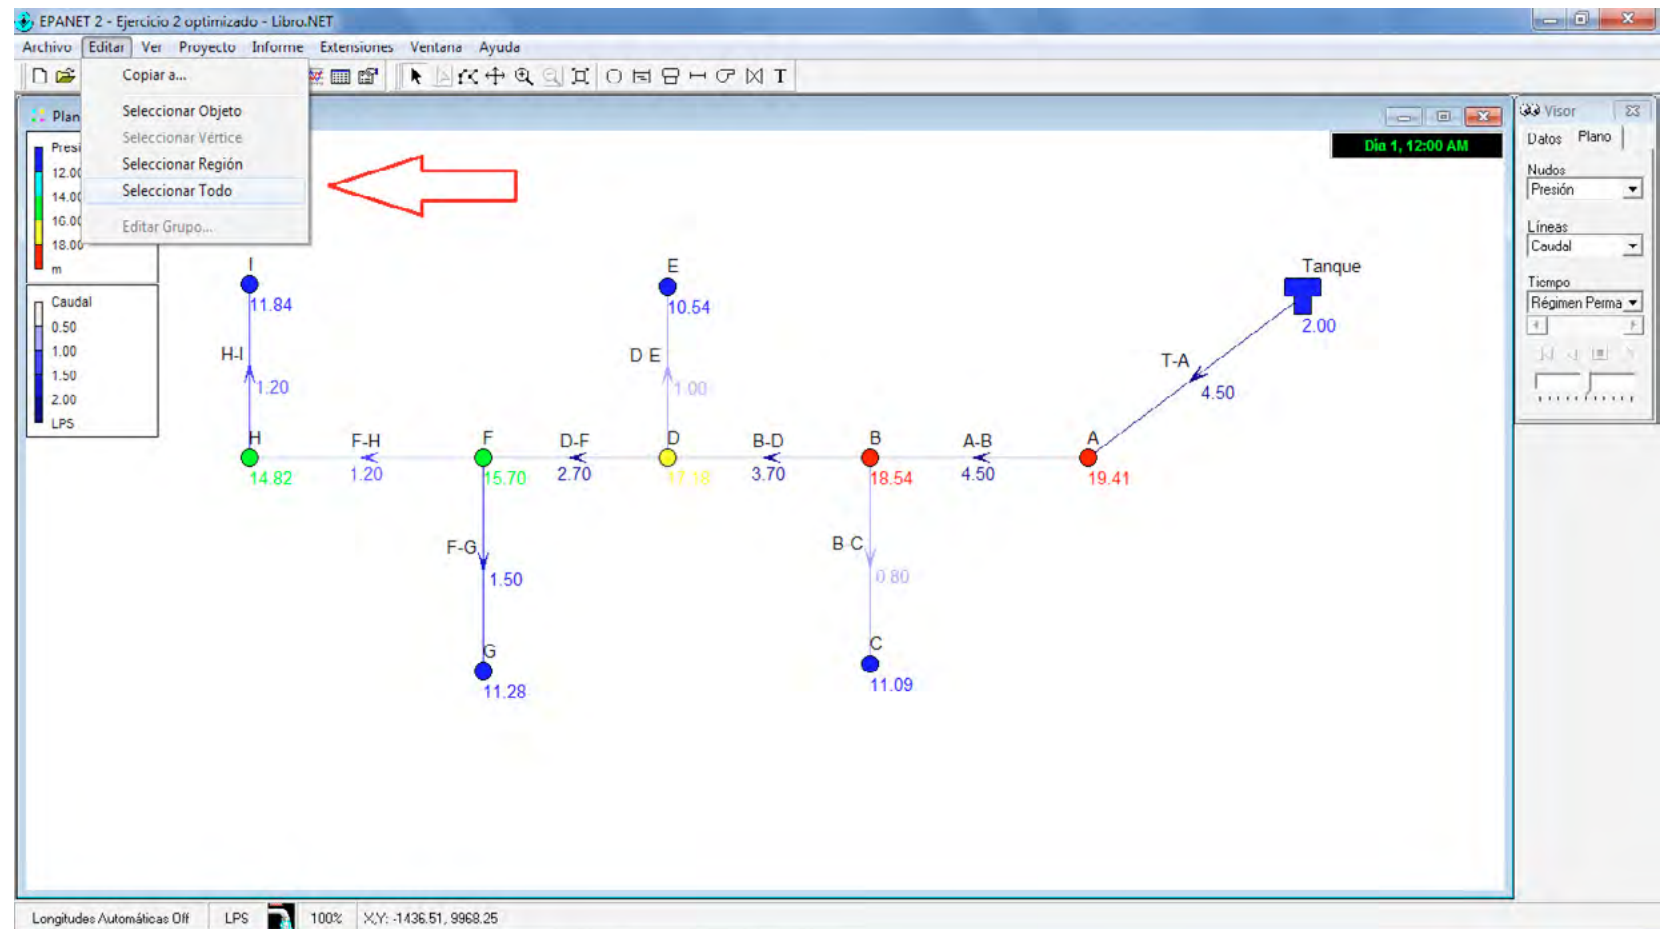 EPANET 2 - Ejercicio 2 optimizado - Libro.NET
Archivo Editar Ver Proyecto Informe Extensiones Ventana Ayuda
Copiar a...
Seleccionar Objeto
Seleccionar Vértice
Seleccionar Región
Seleccionar Todo
Editar Grupo...
T
Plan
Día 1, 12:00 AM
Presi
12.00
14.00
16.00
18.00
m
Caudal
0.50
1.00
1.50
2.00
LPS
Visor
Datos Plano
Nudos
Presión
Líneas
Caudal
Tiempo
Régimen Perma
I
11.84
H-I
1.20
E
10.54
D E
1.00
Tanque
2.00
T-A
4.50
H
14.82
F-H
1.20
F
15.70
D-F
2.70
D
17.18
B-D
3.70
B
18.54
A-B
4.50
A
19.41
F-G
1.50
G
11.28
B-C
0.80
C
11.09
Longitudes Automáticas Off LPS 100% X,Y: -1436.51, 9968.25